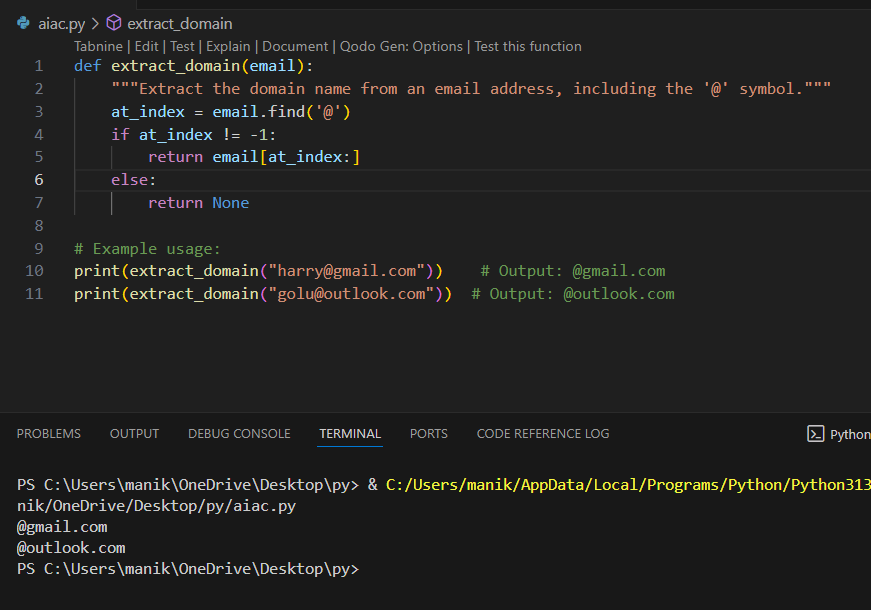 aiac.py > extract_domain
Tabnine | Edit | Test | Explain | Document | Qodo Gen: Options | Test this function
1 def extract_domain(email):
2     """Extract the domain name from an email address, including the '@' symbol."""
3     at_index = email.find('@')
4     if at_index != -1:
5         return email[at_index:]
6     else:
7         return None
8
9 # Example usage:
10 print(extract_domain("harry@gmail.com"))    # Output: @gmail.com
11 print(extract_domain("golu@outlook.com"))  # Output: @outlook.com
PROBLEMS OUTPUT DEBUG CONSOLE TERMINAL PORTS CODE REFERENCE LOG Python
PS C:\Users\manik\OneDrive\Desktop\py> & C:/Users/manik/AppData/Local/Programs/Python/Python313
nik/OneDrive/Desktop/py/aiac.py
@gmail.com
@outlook.com
PS C:\Users\manik\OneDrive\Desktop\py>